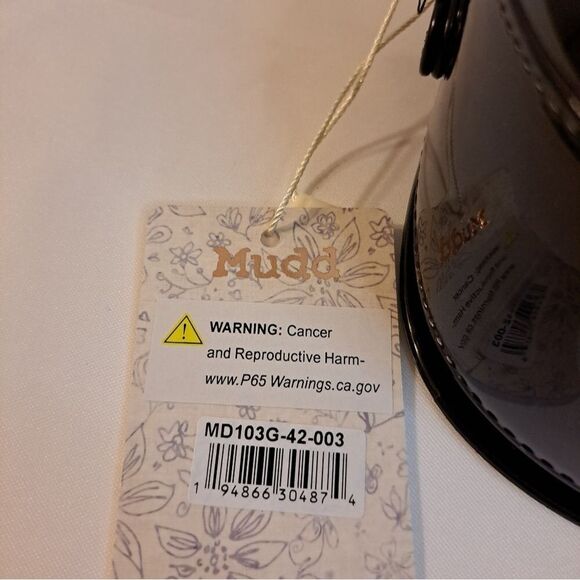 Mudd
WARNING: Cancer
and Reproductive Harm-
www.P65 Warnings.ca.gov
MD103G-42-003
1 94866 30487 4